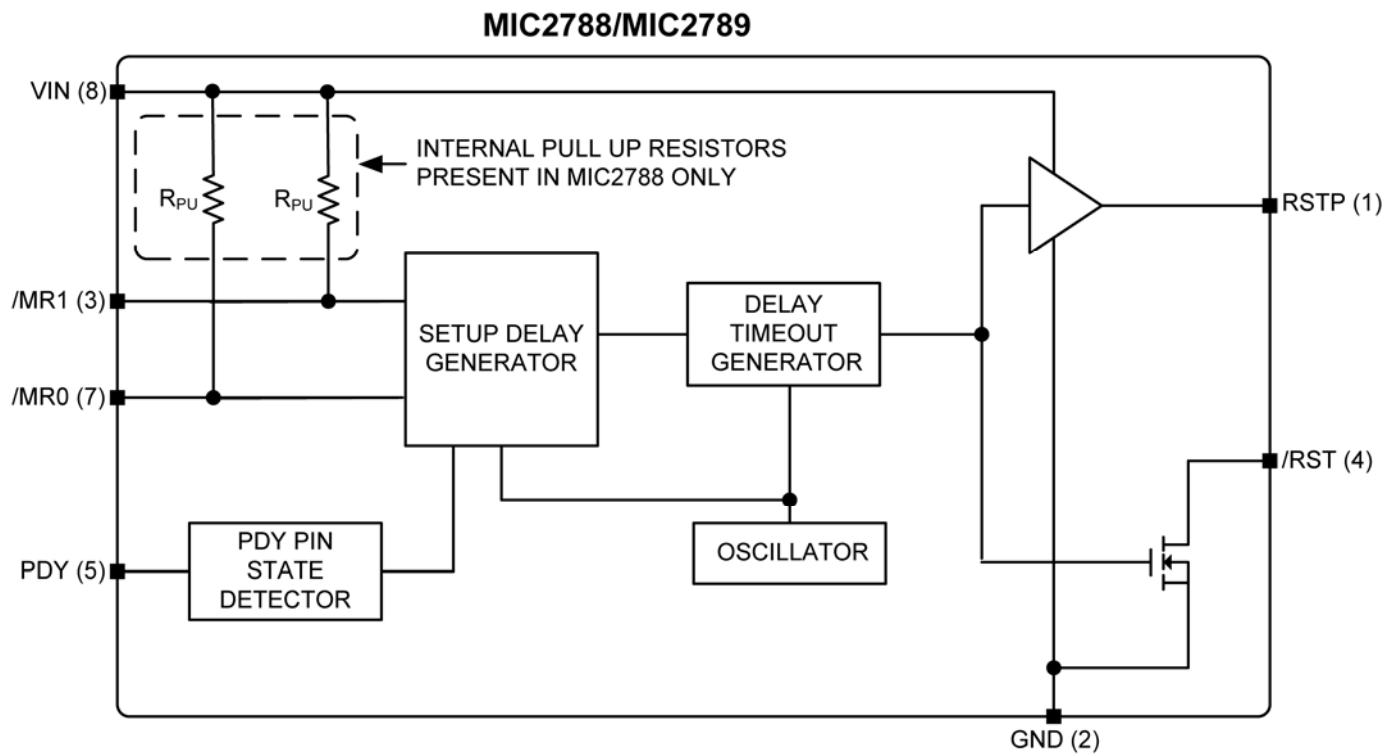 MIC2788/MIC2789
VIN (8)
INTERNAL PULL UP RESISTORS
PRESENT IN MIC2788 ONLY
RPU
RPU
RSTP (1)
/MR1 (3)
SETUP DELAY
GENERATOR
DELAY
TIMEOUT
GENERATOR
/MR0 (7)
/RST (4)
PDY (5)
PDY PIN
STATE
DETECTOR
OSCILLATOR
GND (2)